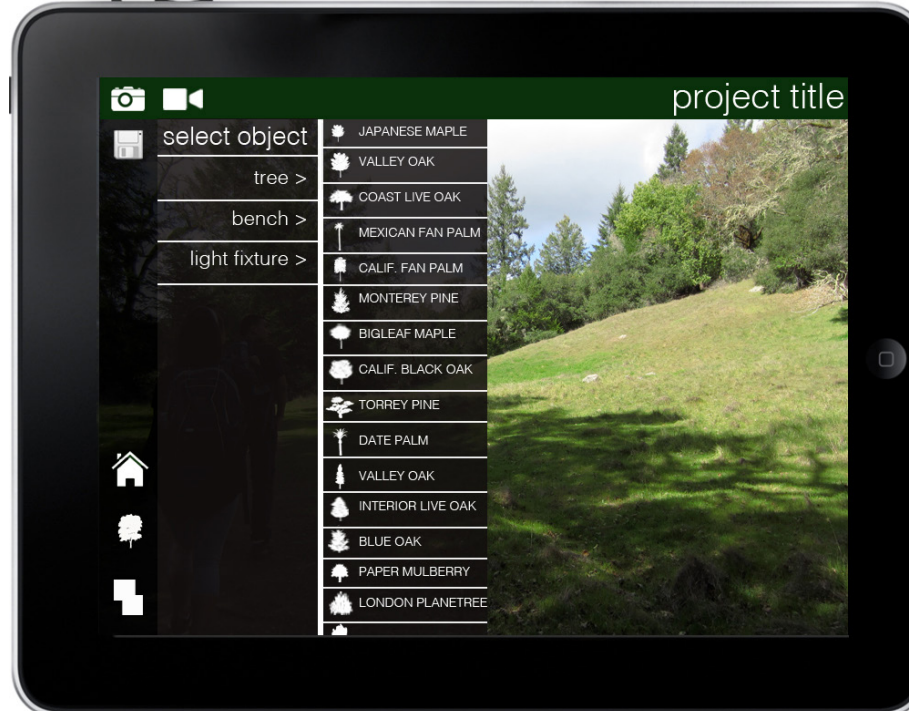 project title
select object
tree >
bench >
light fixture >
JAPANESE MAPLE
VALLEY OAK
COAST LIVE OAK
MEXICAN FAN PALM
CALIF. FAN PALM
MONTEREY PINE
BIGLEAF MAPLE
CALIF. BLACK OAK
TORREY PINE
DATE PALM
VALLEY OAK
INTERIOR LIVE OAK
BLUE OAK
PAPER MULBERRY
LONDON PLANETREE